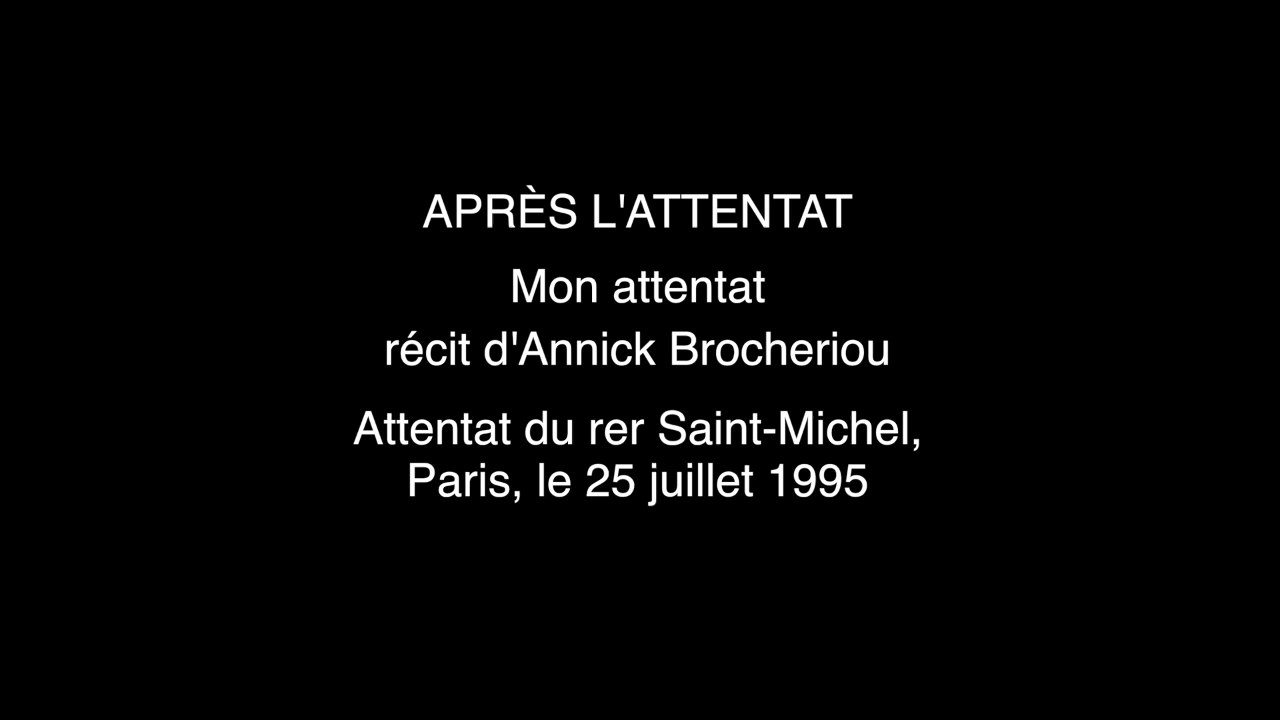 APRÈS L'ATTENTAT
Mon attentat
récit d'Annick Brocheriou
Attentat du rer Saint-Michel,
Paris, le 25 juillet 1995